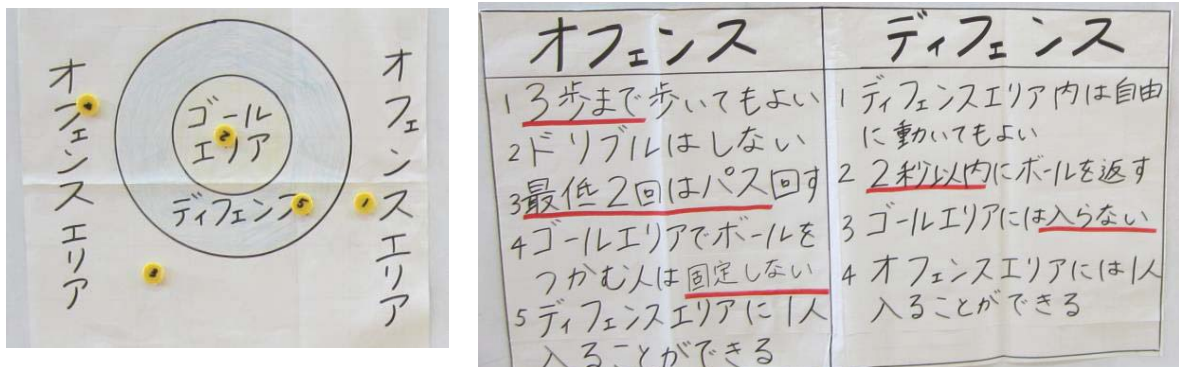 オフェンスエリア
4
ゴール
エリア
2
ディフェンス
5
1
3
オフェンスエリア
オフェンス
1 3歩まで歩いてもよい
2 ドリブルはしない
3 最低2回はパス回す
4 ゴールエリアでボールを
つかむ人は固定しない
5 ディフェンスエリアに1人
入ることができる
ディフェンス
1 ディフェンスエリア内は自由
に動いてもよい
2 2秒以内にボールを返す
3 ゴールエリアには入らない
4 オフェンスエリアには1人
入ることができる